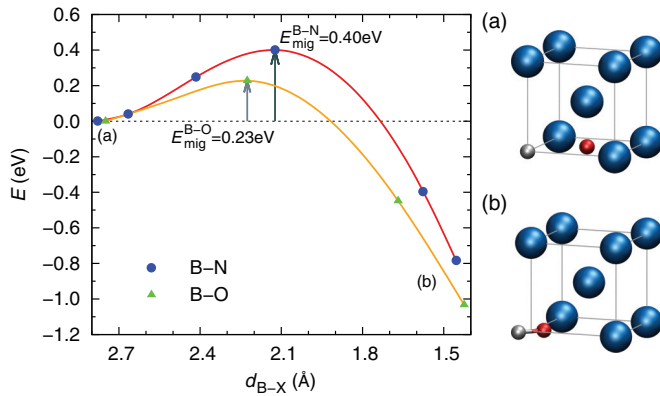 0.6
0.4
0.2
0.0
−0.2
−0.4
−0.6
−0.8
−1.0
−1.2
E (eV)
E_mig^B−N=0.40eV
E_mig^B−O=0.23eV
(a)
(b)
B−N
B−O
2.7 2.4 2.1 1.8 1.5
d_B−X (Å)
(a)
(b)